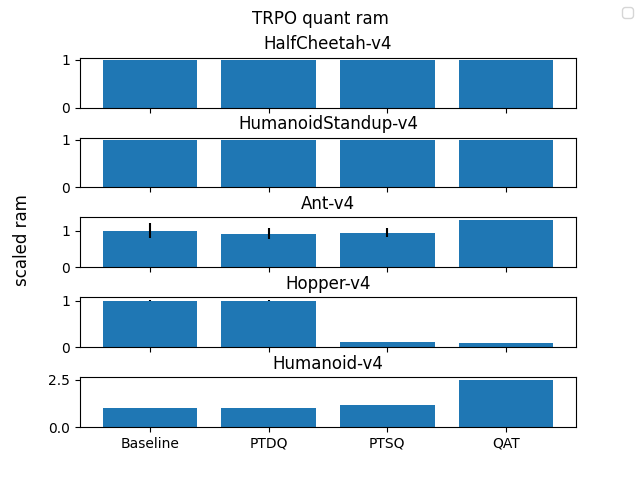 TRPO quant ram
HalfCheetah-v4
1
0
HumanoidStandup-v4
1
0
Ant-v4
1
0
scaled ram
Hopper-v4
1
0
Humanoid-v4
2.5
0.0
Baseline PTDQ PTSQ QAT